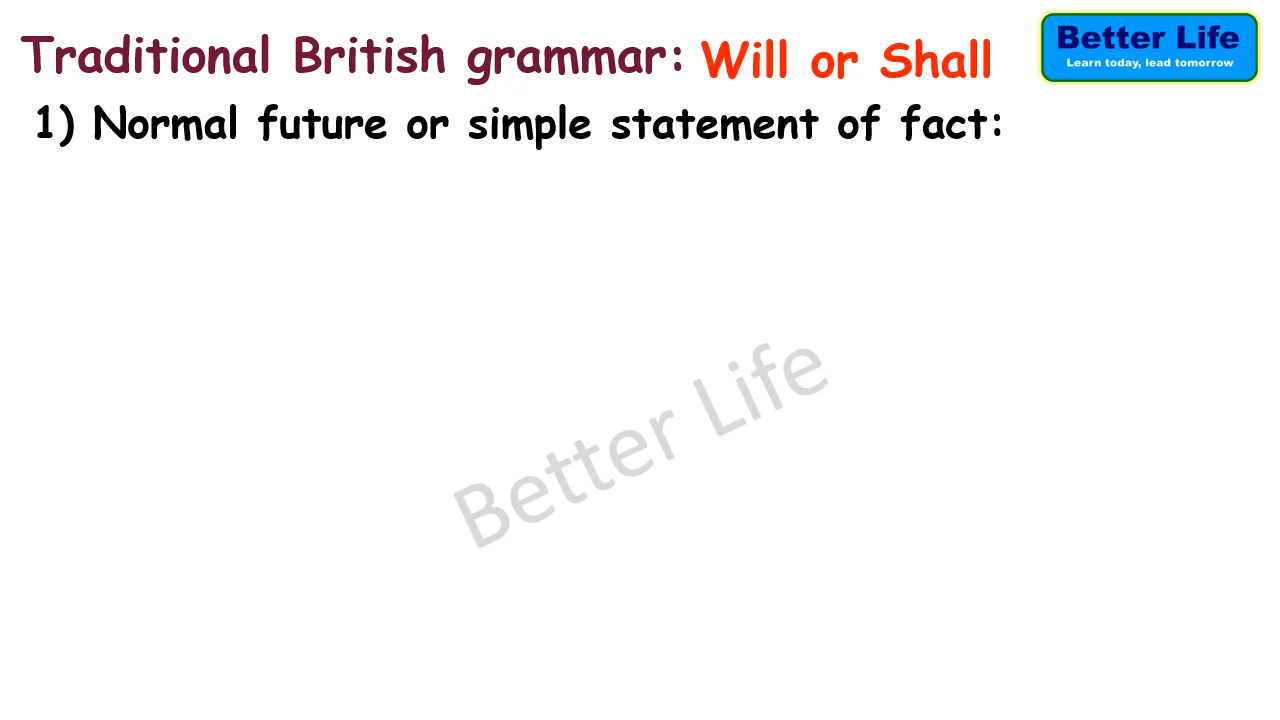 Traditional British grammar: Will or Shall
Better Life
Learn today, lead tomorrow
1) Normal future or simple statement of fact:
Better Life